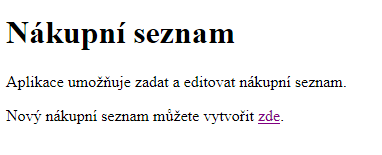 Nákupní seznam
Aplikace umožňuje zadat a editovat nákupní seznam.
Nový nákupní seznam můžete vytvořit zde.